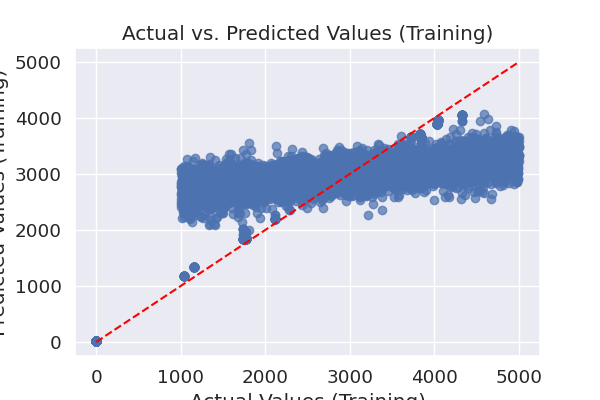 Actual vs. Predicted Values (Training)
5000
4000
3000
2000
1000
0
Predicted Values (Training)
0 1000 2000 3000 4000 5000
Actual Values (Training)